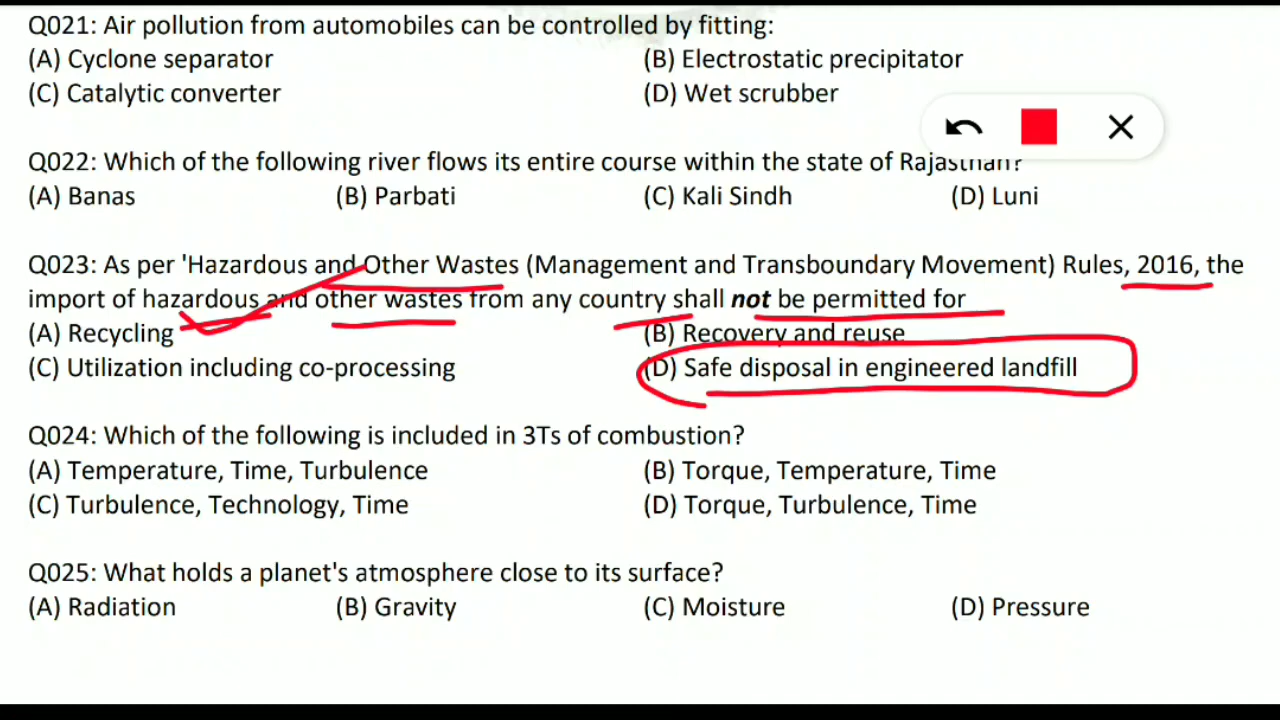 Q021: Air pollution from automobiles can be controlled by fitting:
(A) Cyclone separator (B) Electrostatic precipitator
(C) Catalytic converter (D) Wet scrubber
Q022: Which of the following river flows its entire course within the state of Rajasthan?
(A) Banas (B) Parbati (C) Kali Sindh (D) Luni
Q023: As per 'Hazardous and Other Wastes (Management and Transboundary Movement) Rules, 2016, the
import of hazardous and other wastes from any country shall not be permitted for
(A) Recycling (B) Recovery and reuse
(C) Utilization including co-processing (D) Safe disposal in engineered landfill
Q024: Which of the following is included in 3Ts of combustion?
(A) Temperature, Time, Turbulence (B) Torque, Temperature, Time
(C) Turbulence, Technology, Time (D) Torque, Turbulence, Time
Q025: What holds a planet's atmosphere close to its surface?
(A) Radiation (B) Gravity (C) Moisture (D) Pressure